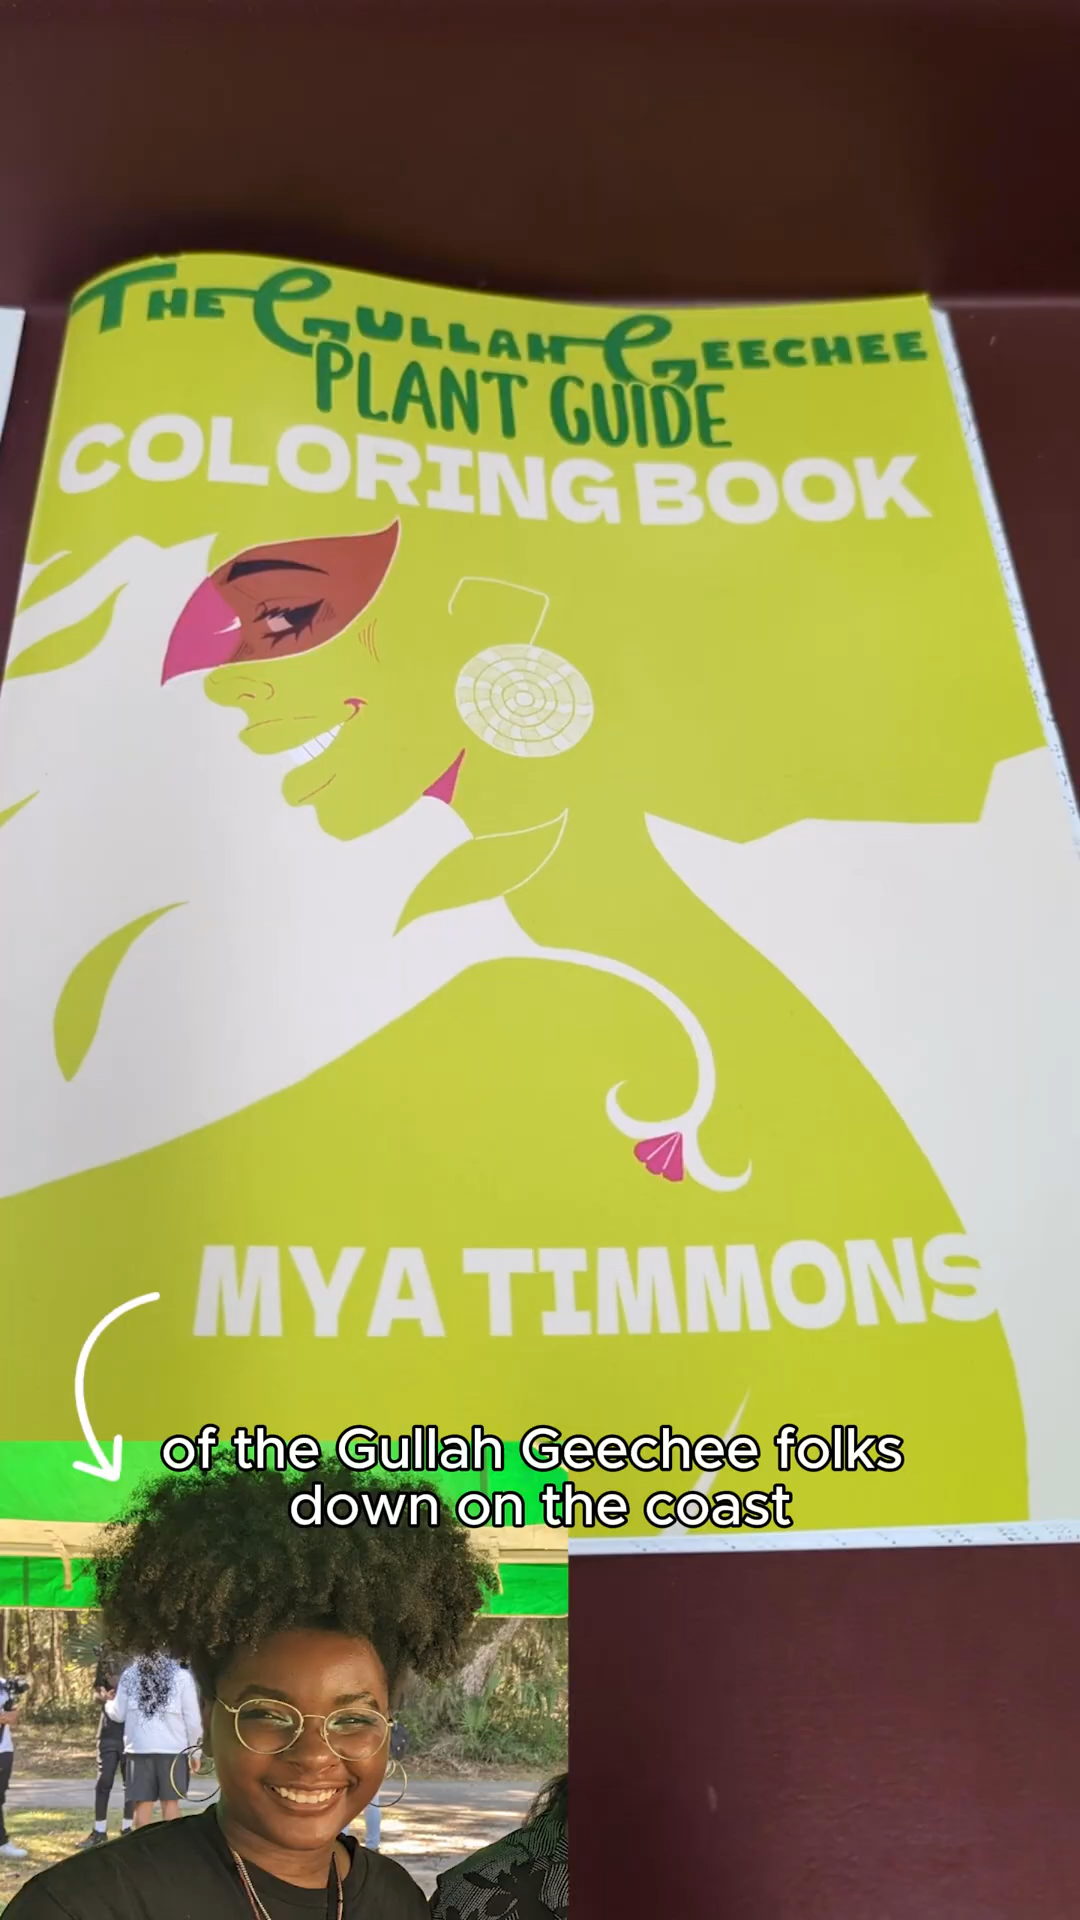 THE GULLAH GEECHEE
PLANT GUIDE
COLORING BOOK
MYA TIMMONS
of the Gullah Geechee folks
down on the coast